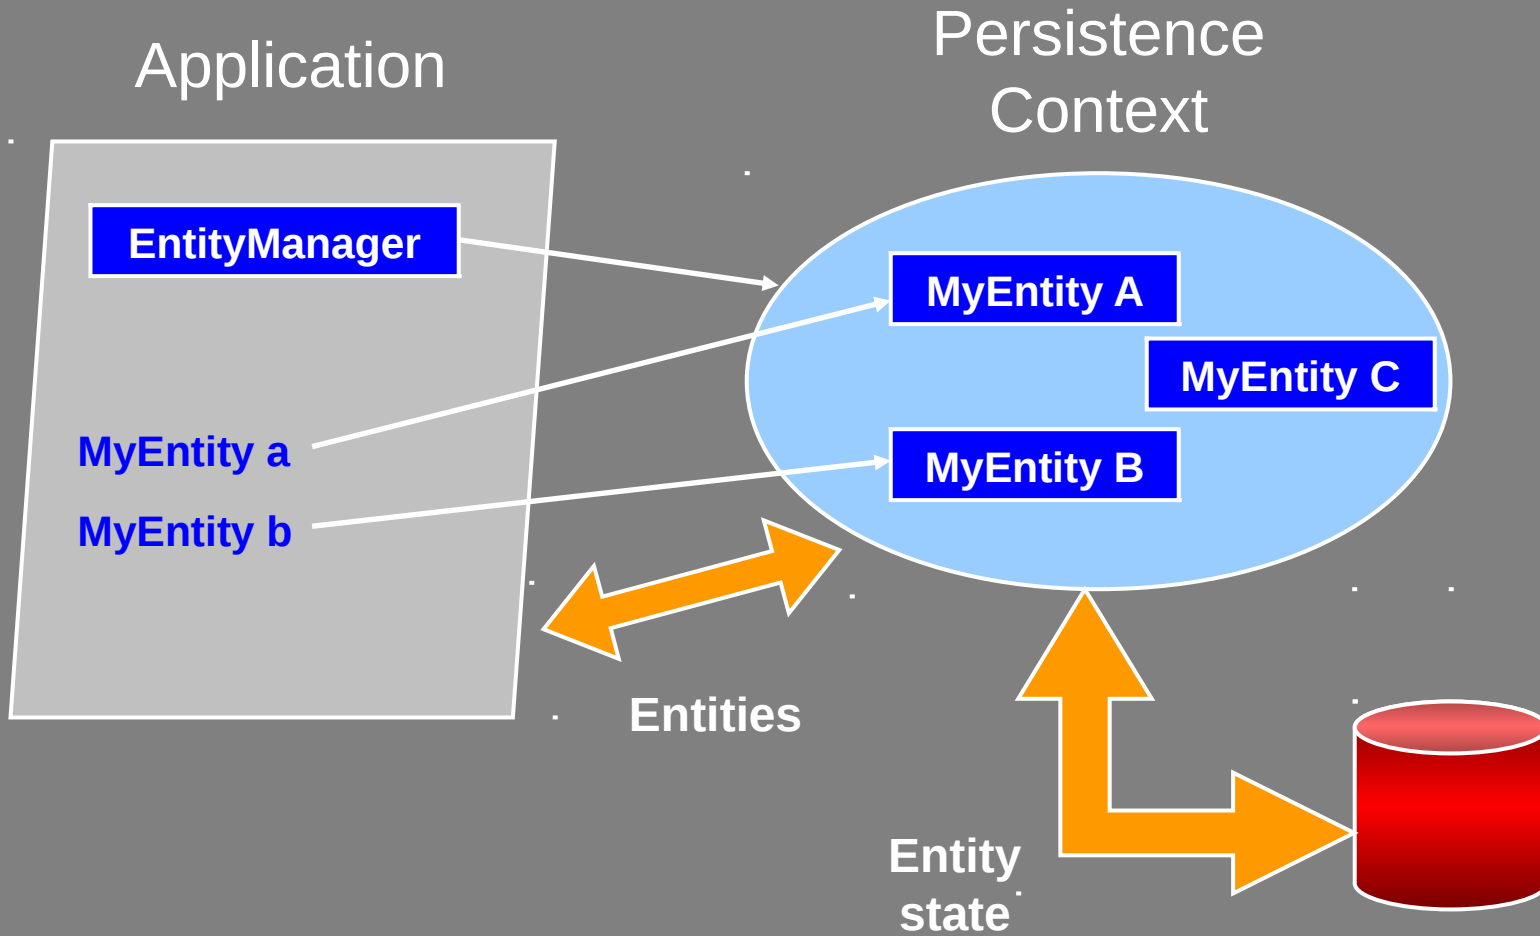 Application
Persistence
Context
EntityManager
MyEntity A
MyEntity C
MyEntity a
MyEntity B
MyEntity b
Entities
Entity
state